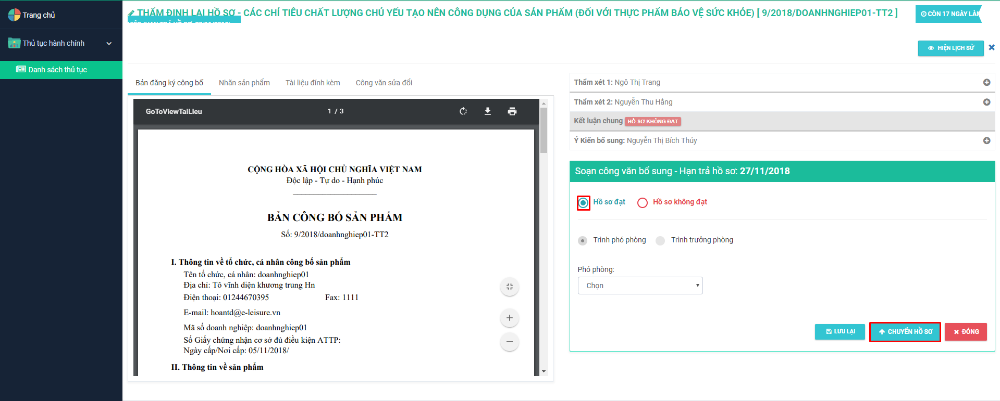 Trang chủ
Thủ tục hành chính
Danh sách thủ tục
THẨM ĐỊNH LẠI HỒ SƠ - CÁC CHỈ TIÊU CHẤT LƯỢNG CHỦ YẾU TẠO NÊN CÔNG DỤNG CỦA SẢN PHẨM (ĐỐI VỚI THỰC PHẨM BẢO VỆ SỨC KHỎE) [ 9/2018/DOANHNGHIEP01-TT2 ]
CÒN 17 NGÀY LÀM
VIỆC (HẠN TRẢ HỒ SƠ: 27/11/2018)
HIỆN LỊCH SỬ
Bản đăng ký công bố
Nhãn sản phẩm
Tài liệu đính kèm
Công văn sửa đổi
GoToViewTaiLieu
1 / 3
CỘNG HÒA XÃ HỘI CHỦ NGHĨA VIỆT NAM
Độc lập - Tự do - Hạnh phúc
BẢN CÔNG BỐ SẢN PHẨM
Số: 9/2018/doanhnghiep01-TT2
I. Thông tin về tổ chức, cá nhân công bố sản phẩm
Tên tổ chức, cá nhân: doanhnghiep01
Địa chỉ: Tô vĩnh diện khương trung Hn
Điện thoại: 01244670395 Fax: 1111
E-mail: hoantd@e-leisure.vn
Mã số doanh nghiệp: doanhnghiep01
Số Giấy chứng nhận cơ sở đủ điều kiện ATTP:
Ngày cấp/Nơi cấp: 05/11/2018/
II. Thông tin về sản phẩm
Thẩm xét 1: Ngô Thị Trang
Thẩm xét 2: Nguyễn Thu Hằng
Kết luận chung HỒ SƠ KHÔNG ĐẠT
Ý Kiến bổ sung: Nguyễn Thị Bích Thủy
Soạn công văn bổ sung - Hạn trả hồ sơ: 27/11/2018
Hồ sơ đạt
Hồ sơ không đạt
Trình phó phòng
Trình trưởng phòng
Phó phòng:
Chọn
LƯU LẠI
CHUYỂN HỒ SƠ
ĐÓNG